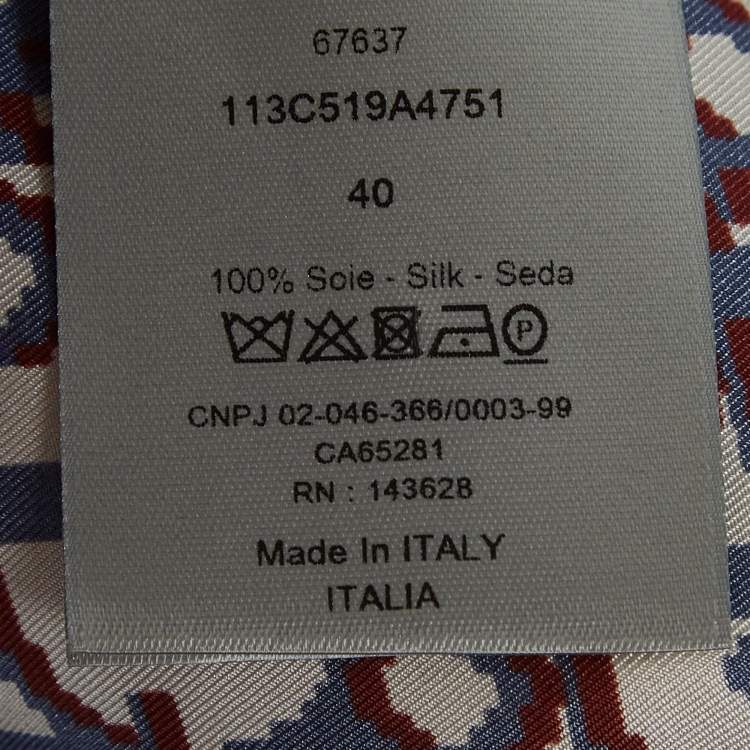 67637
113C519A4751
40
100% Soie - Silk - Seda
P
CNPJ 02-046-366/0003-99
CA65281
RN : 143628
Made In ITALY
ITALIA